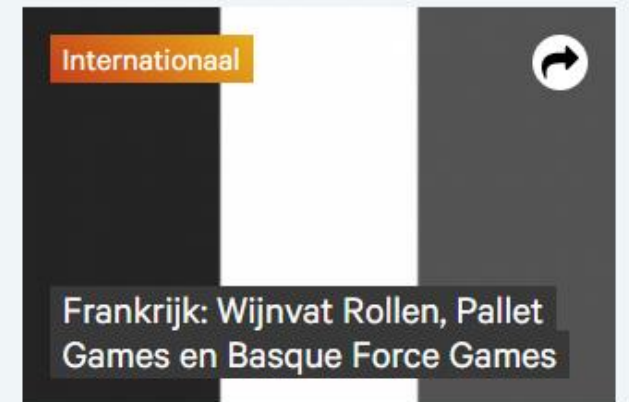 Internationaal
Frankrijk: Wijnvat Rollen, Pallet
Games en Basque Force Games